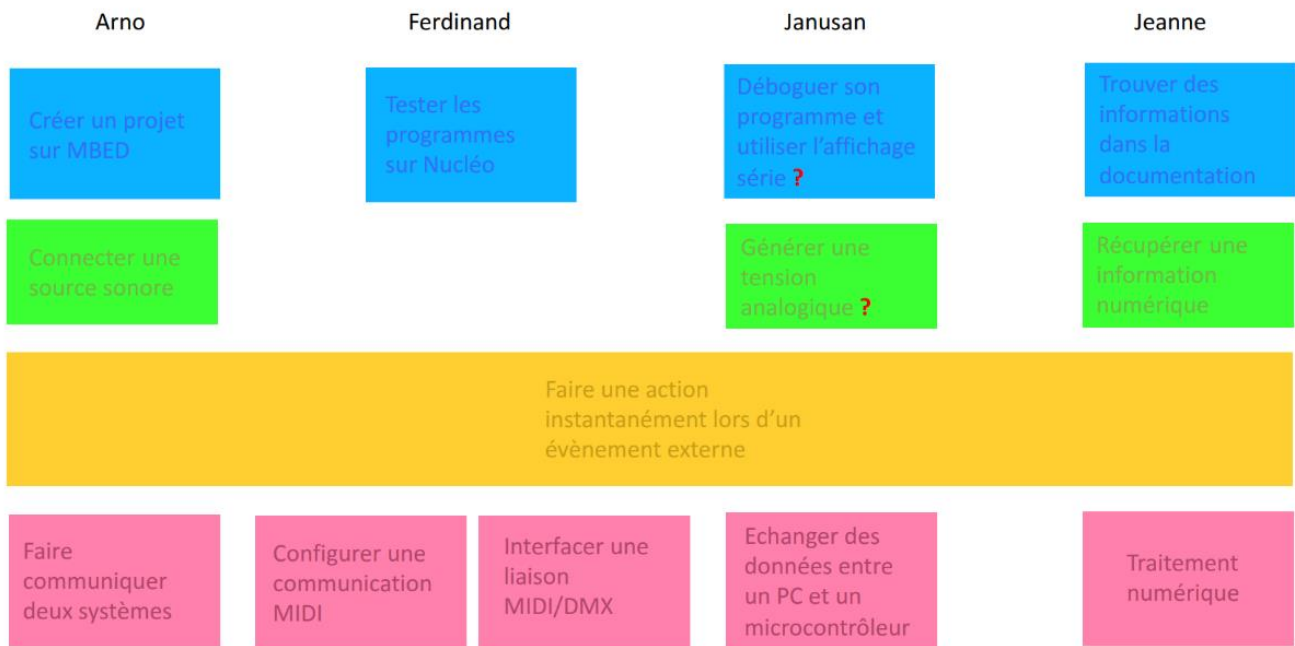 Arno
Ferdinand
Janusan
Jeanne
Créer un projet
sur MBED
Tester les
programmes
sur Nucléo
Déboguer son
programme et
utiliser l'affichage
série ?
Trouver des
informations
dans la
documentation
Connecter une
source sonore
Générer une
tension
analogique ?
Récupérer une
information
numérique
Faire une action
instantanément lors d'un
évènement externe
Faire
communiquer
deux systèmes
Configurer une
communication
MIDI
Interfacer une
liaison
MIDI/DMX
Echanger des
données entre
un PC et un
microcontrôleur
Traitement
numérique